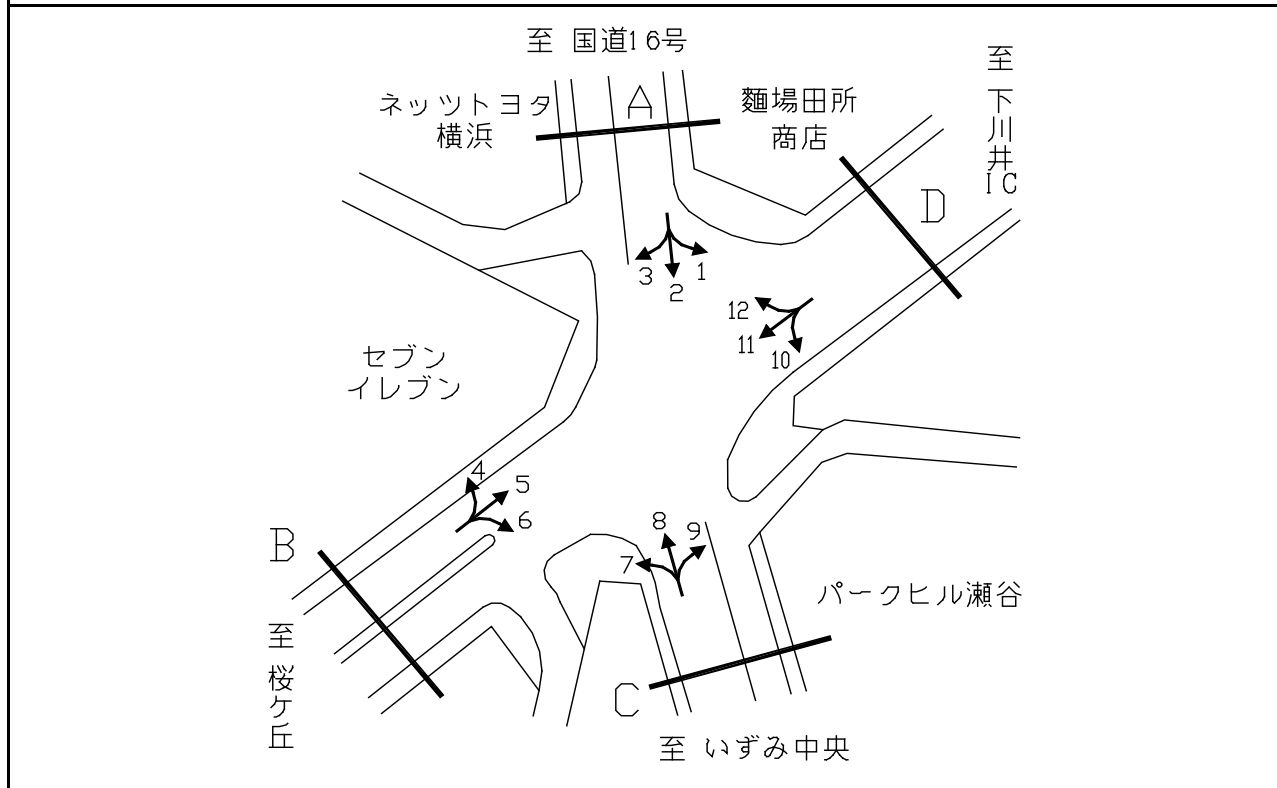 至 国道16号
ネッツトヨタ
横浜
A
麵場田所
商店
至 下川井IC
D
3
2
1
12
11
10
セブン
イレブン
4
5
6
B
8
9
7
パークヒル瀬谷
至 桜ケ丘
C
至 いずみ中央